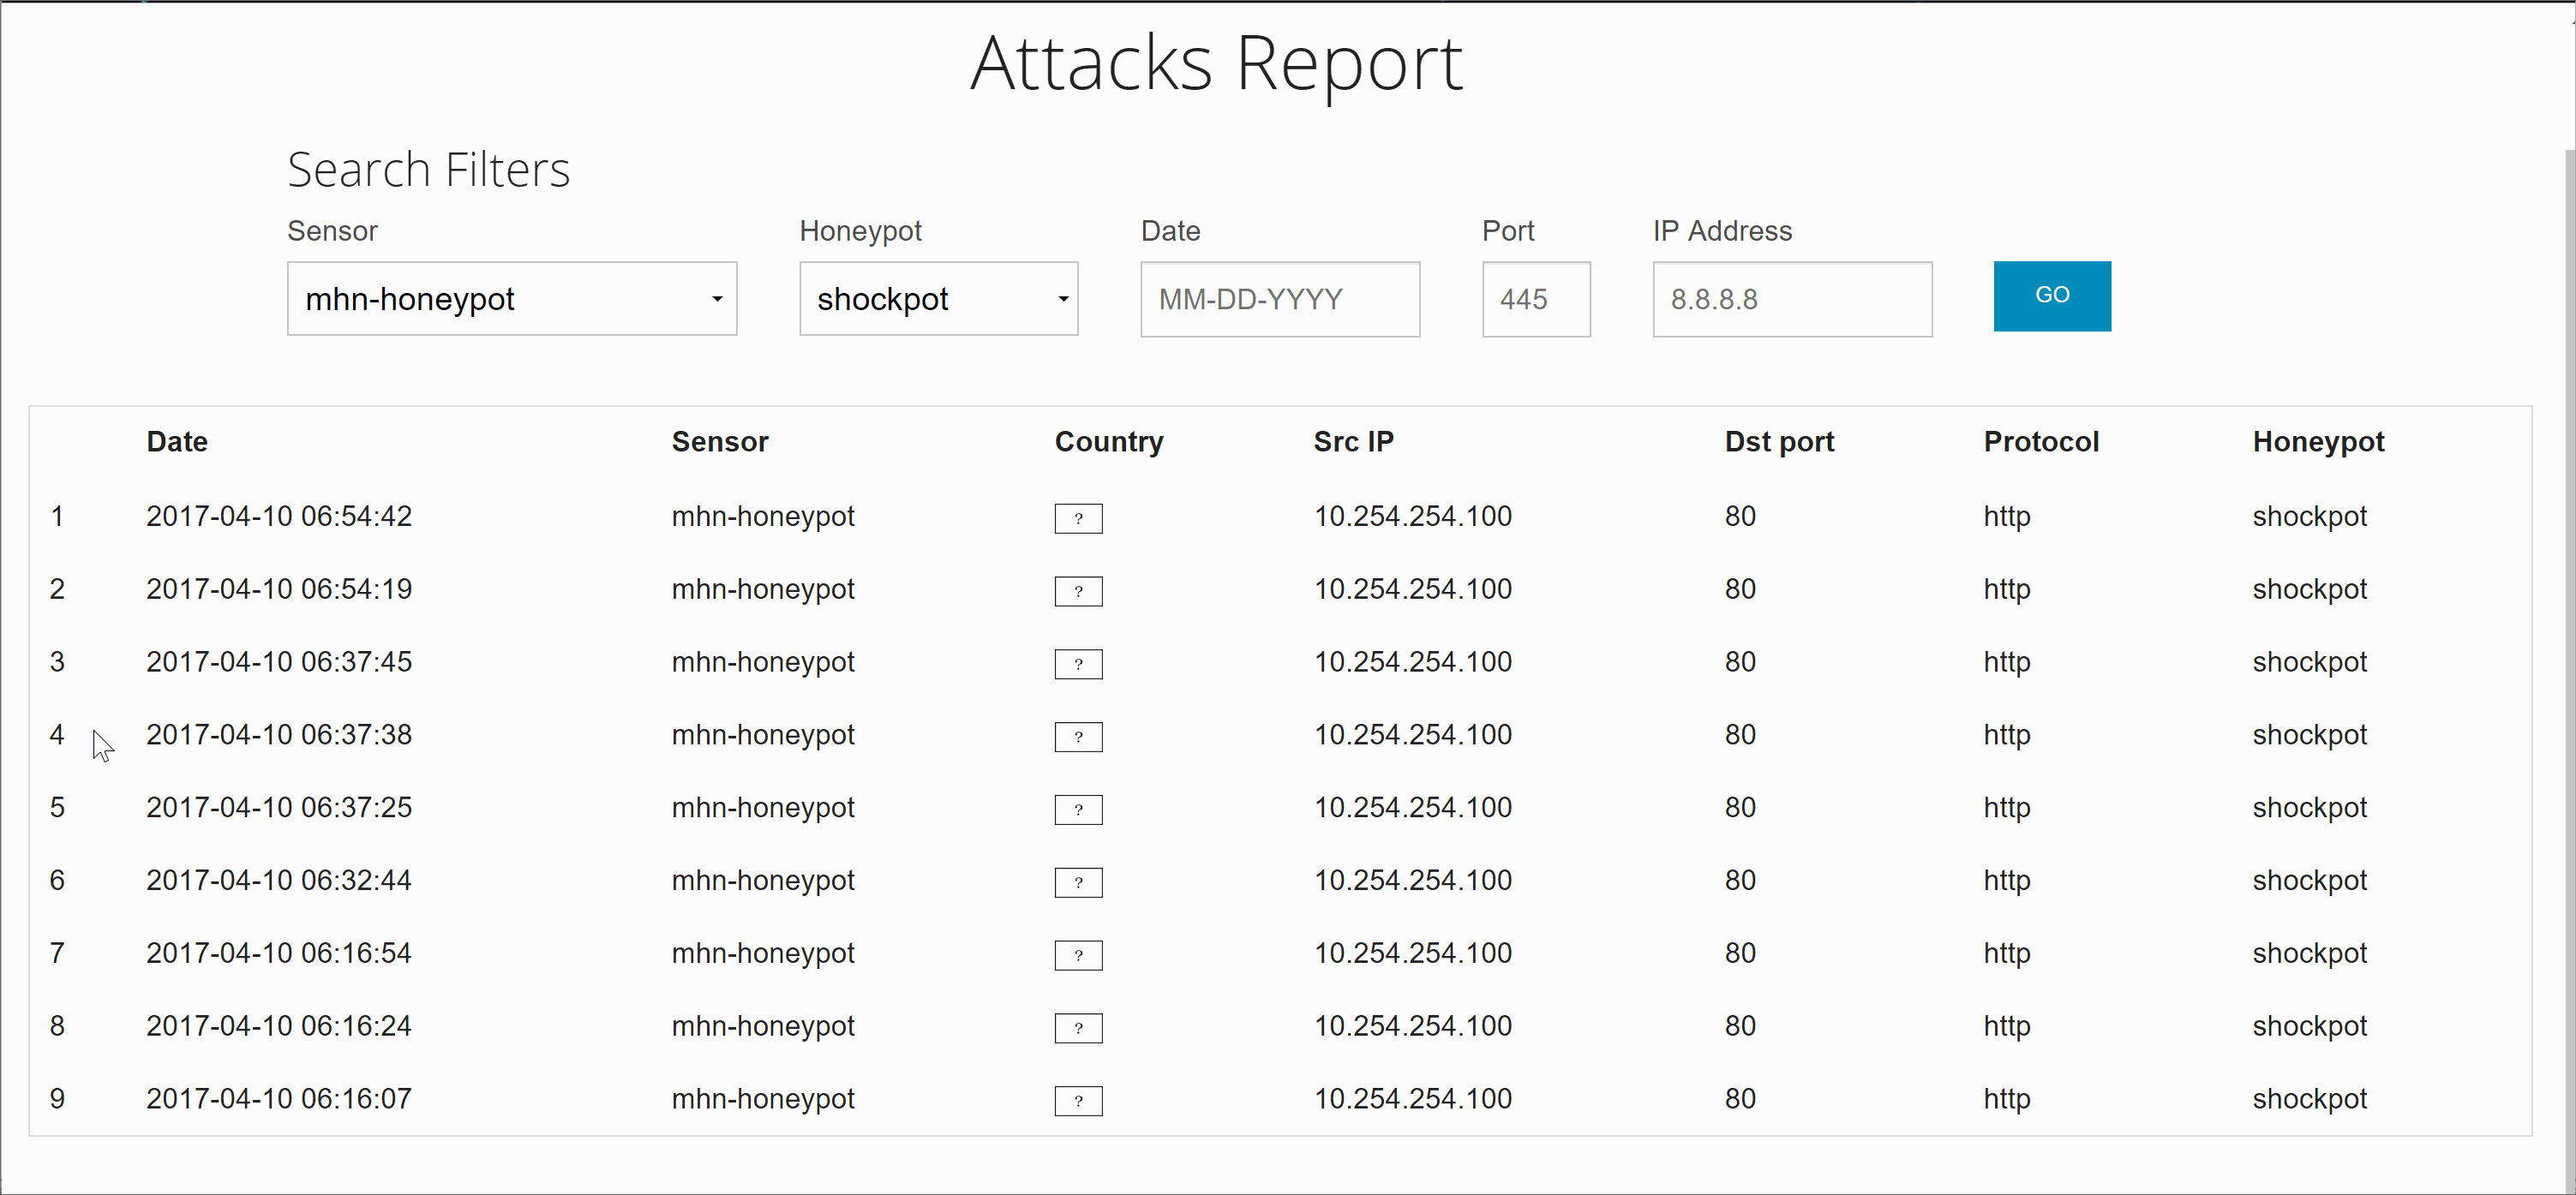 Attacks Report
Search Filters
Sensor Honeypot Date Port IP Address
mhn-honeypot shockpot MM-DD-YYYY 445 8.8.8.8 GO
Date Sensor Country Src IP Dst port Protocol Honeypot
1 2017-04-10 06:54:42 mhn-honeypot ? 10.254.254.100 80 http shockpot
2 2017-04-10 06:54:19 mhn-honeypot ? 10.254.254.100 80 http shockpot
3 2017-04-10 06:37:45 mhn-honeypot ? 10.254.254.100 80 http shockpot
4 2017-04-10 06:37:38 mhn-honeypot ? 10.254.254.100 80 http shockpot
5 2017-04-10 06:37:25 mhn-honeypot ? 10.254.254.100 80 http shockpot
6 2017-04-10 06:32:44 mhn-honeypot ? 10.254.254.100 80 http shockpot
7 2017-04-10 06:16:54 mhn-honeypot ? 10.254.254.100 80 http shockpot
8 2017-04-10 06:16:24 mhn-honeypot ? 10.254.254.100 80 http shockpot
9 2017-04-10 06:16:07 mhn-honeypot ? 10.254.254.100 80 http shockpot